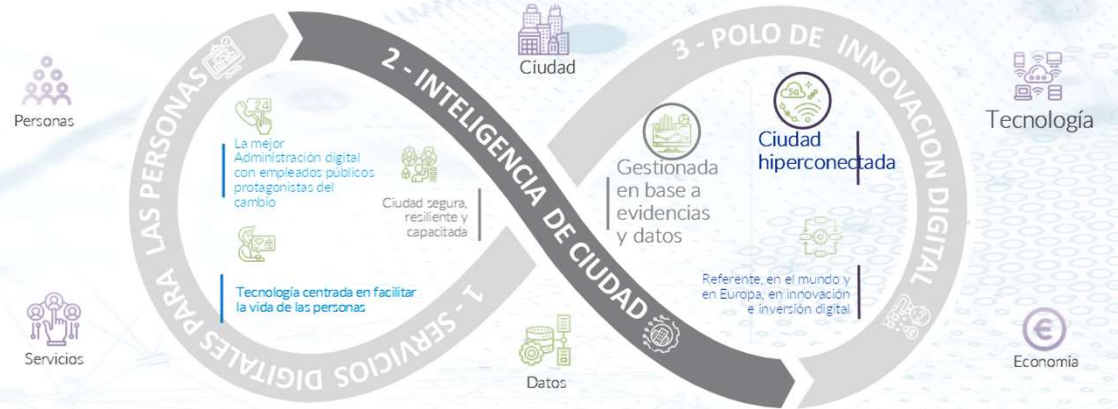 Personas
Servicios
1 - SERVICIOS DIGITALES PARA LAS PERSONAS
24
La mejor
Administración digital
con empleados públicos
protagonistas del
cambio
Ciudad segura,
resiliente y
capacitada
Tecnología centrada en facilitar
la vida de las personas
2 - INTELIGENCIA DE CIUDAD
Ciudad
Datos
3 - POLO DE INNOVACION DIGITAL
Gestionada
en base a
evidencias
y datos
5G
Ciudad
hiperconectada
Referente, en el mundo y
en Europa, en innovación
e inversión digital
Tecnología
€
Economía